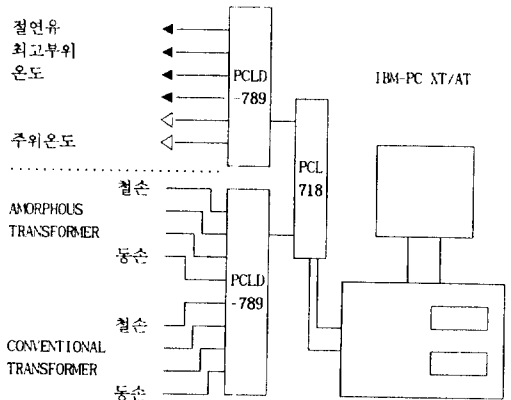 절연유
최고부위
온도
주위온도
PCLD
-789
IBM-PC XT/AT
PCL
718
철손
AMORPHOUS
TRANSFORMER
동손
PCLD
-789
철손
CONVENTIONAL
TRANSFORMER
동손